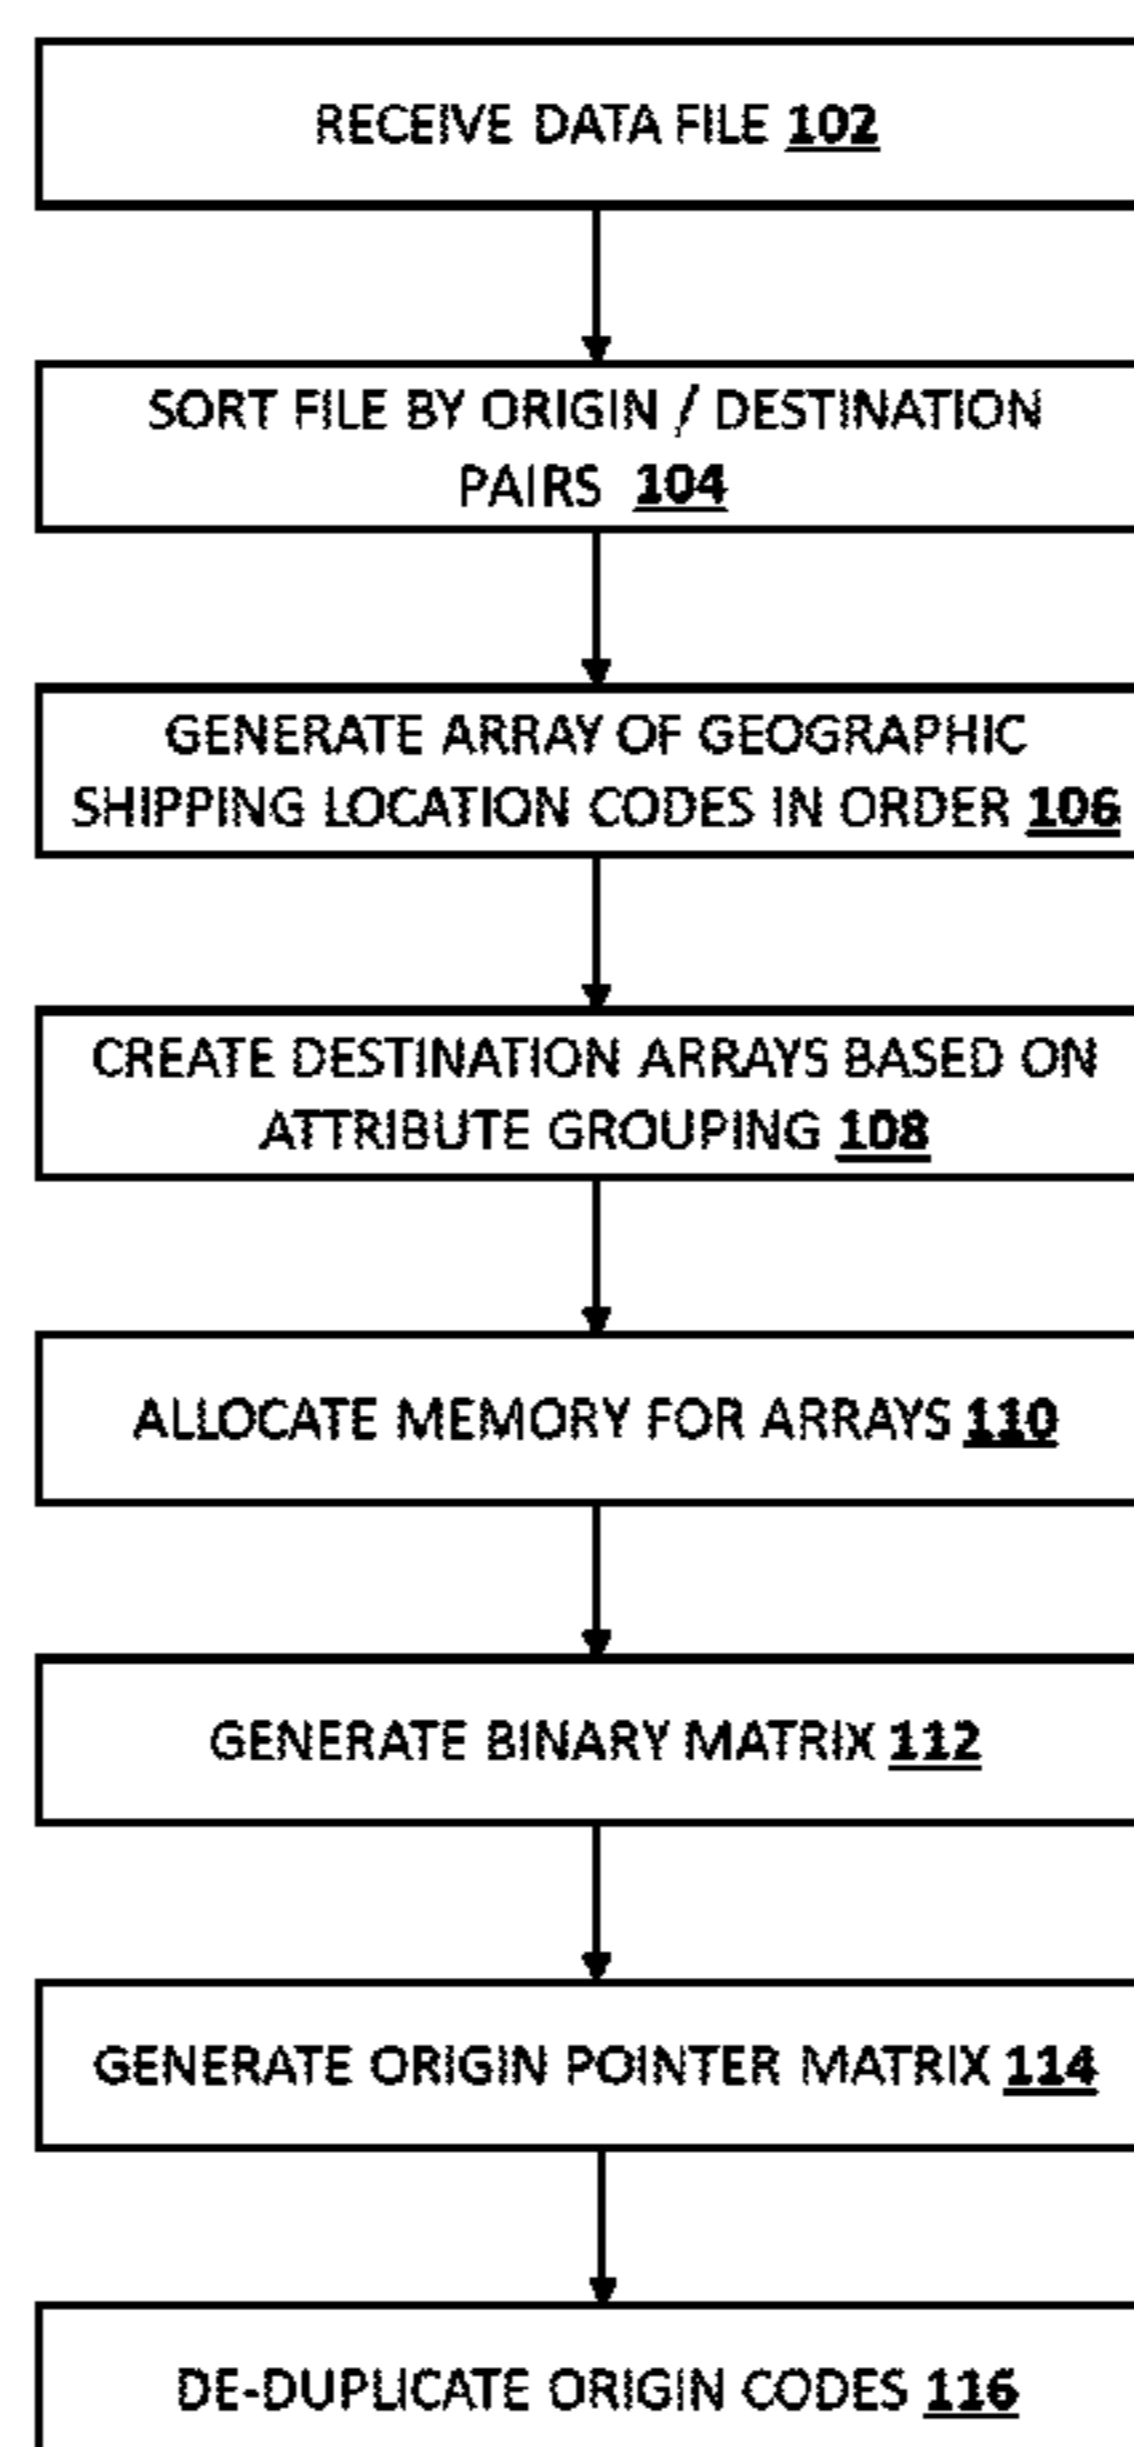 RECEIVE DATA FILE 102
SORT FILE BY ORIGIN / DESTINATION
PAIRS 104
GENERATE ARRAY OF GEOGRAPHIC
SHIPPING LOCATION CODES IN ORDER 106
CREATE DESTINATION ARRAYS BASED ON
ATTRIBUTE GROUPING 108
ALLOCATE MEMORY FOR ARRAYS 110
GENERATE BINARY MATRIX 112
GENERATE ORIGIN POINTER MATRIX 114
DE-DUPLICATE ORIGIN CODES 116